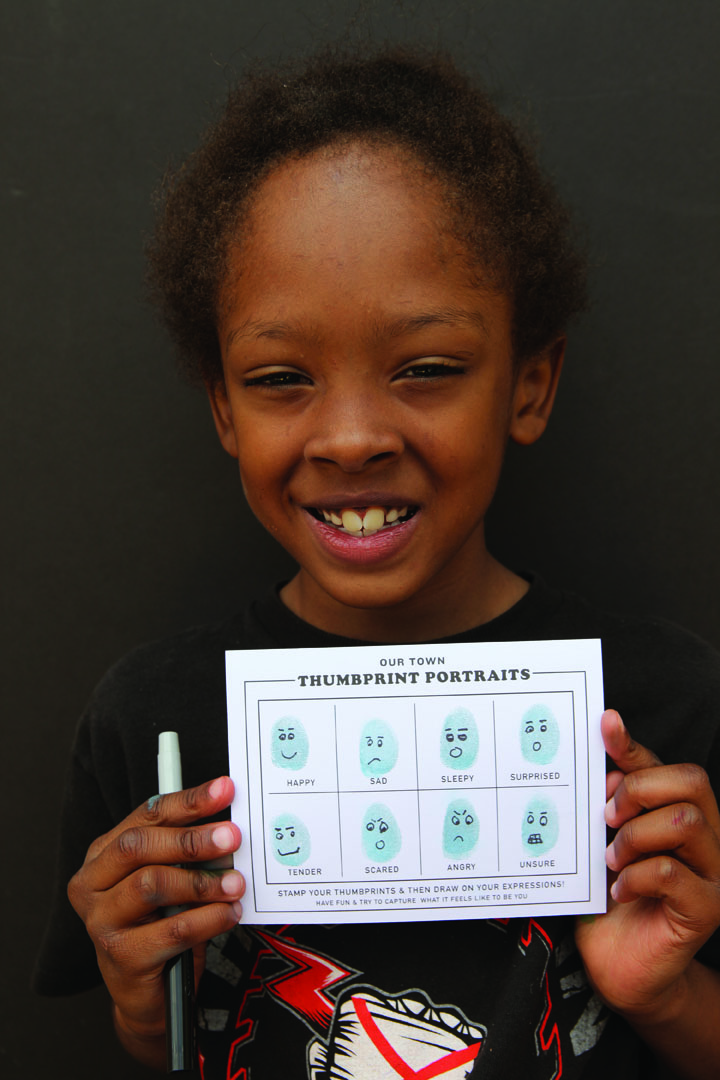 OUR TOWN
THUMBPRINT PORTRAITS
HAPPY SAD SLEEPY SURPRISED
TENDER SCARED ANGRY UNSURE
STAMP YOUR THUMBPRINTS & THEN DRAW ON YOUR EXPRESSIONS!
HAVE FUN & TRY TO CAPTURE WHAT IT FEELS LIKE TO BE YOU